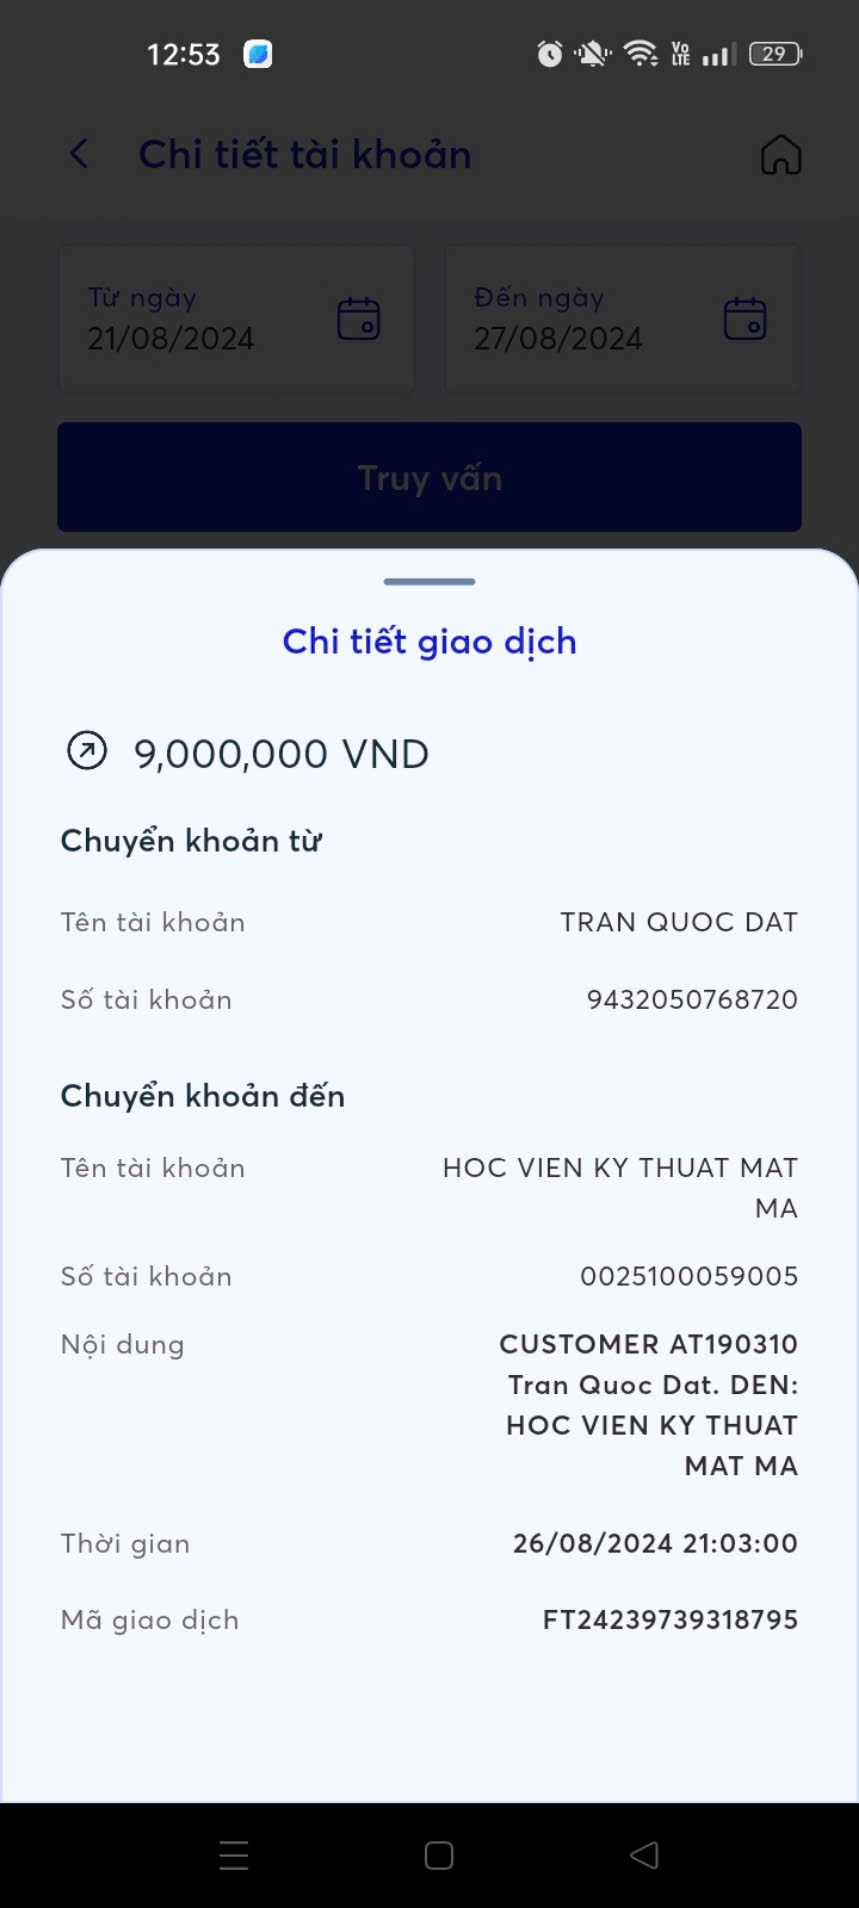 12:53
Vo
LTE
29
Chi tiết tài khoản
Từ ngày
21/08/2024
Đến ngày
27/08/2024
Truy vấn
Chi tiết giao dịch
9,000,000 VND
Chuyển khoản từ
Tên tài khoản TRAN QUOC DAT
Số tài khoản 9432050768720
Chuyển khoản đến
Tên tài khoản HOC VIEN KY THUAT MAT
MA
Số tài khoản 0025100059005
Nội dung CUSTOMER AT190310
Tran Quoc Dat. DEN:
HOC VIEN KY THUAT
MAT MA
Thời gian 26/08/2024 21:03:00
Mã giao dịch FT24239739318795